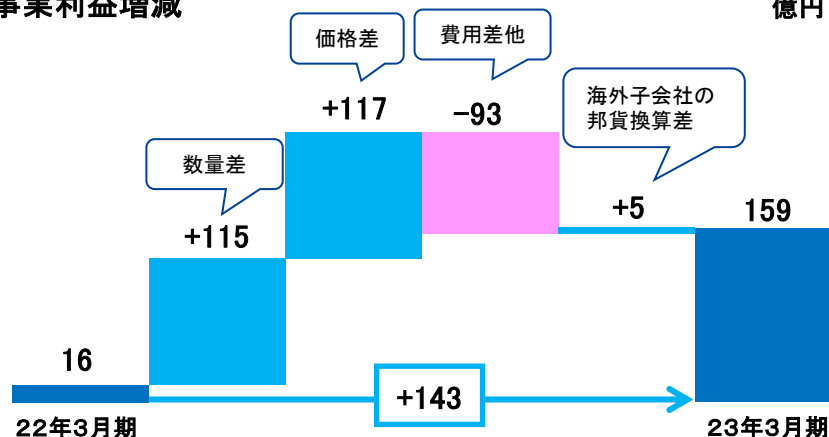 事業利益増減
億円
価格差
費用差他
+117
-93
海外子会社の
邦貨換算差
数量差
+115
+5
159
16
+143
22年3月期
23年3月期